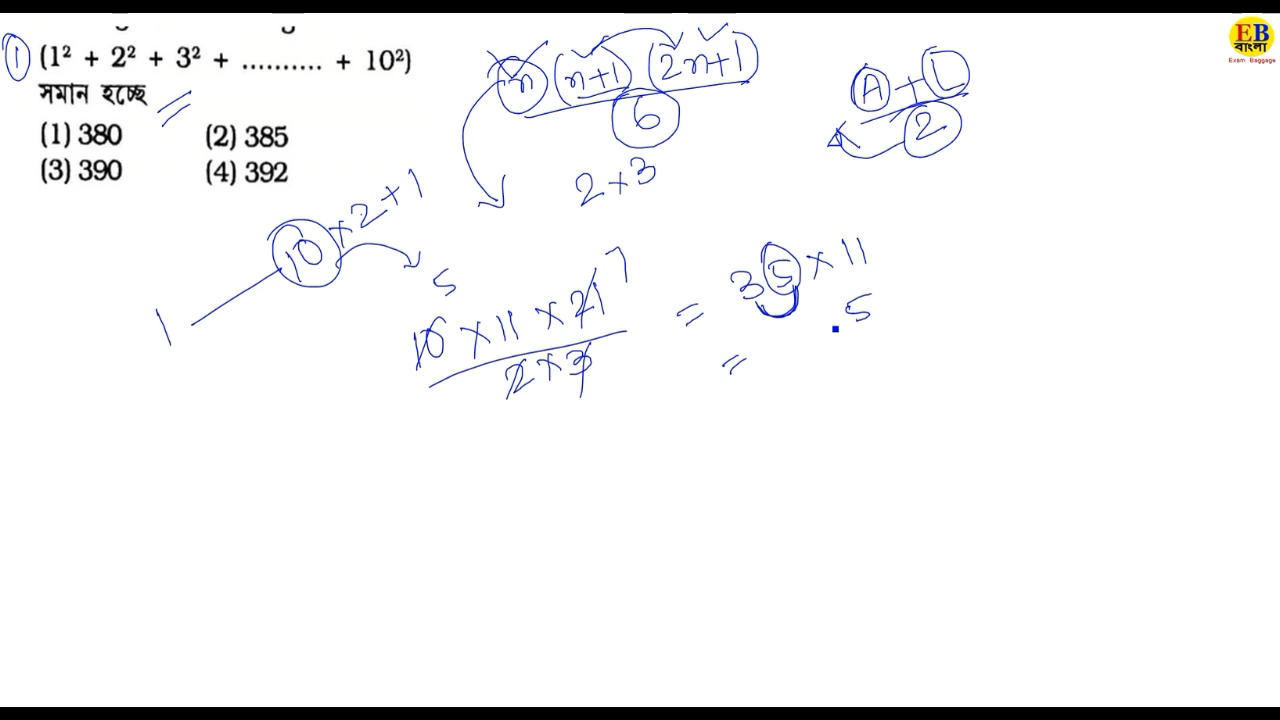 ① (1² + 2² + 3² + .......... + 10²)
সমান হচ্ছে =
(1) 380 (2) 385
(3) 390 (4) 392
n (n+1) (2n+1)
6
2×3
A + L
2
EB
বাংলা
Exam Baggage
1 10 ×2+1
5 7
10 × 11 × 21
2 × 3
= 35 × 11
= 5